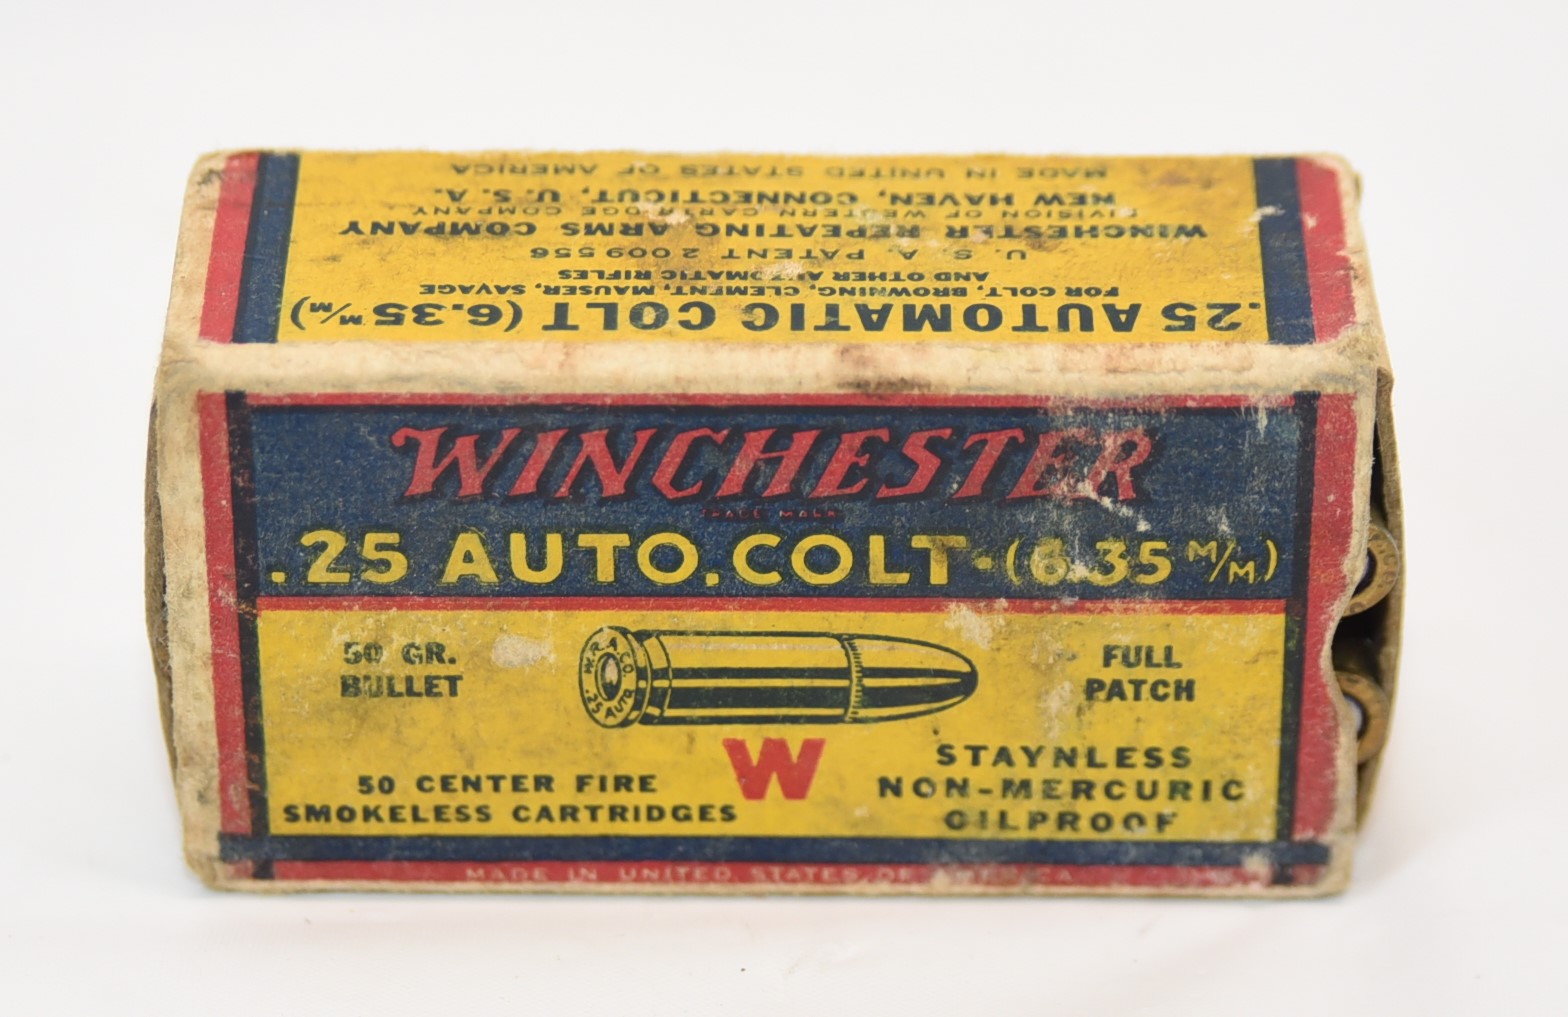 .25 AUTOMATIC COLT (6.35 M/M)
FOR COLT, BROWNING, CLEMENT, MAUSER, SAVAGE
AND OTHER AUTOMATIC RIFLES
U. S. A. PATENT 2009556
WINCHESTER REPEATING ARMS COMPANY
DIVISION OF WESTERN CARTRIDGE COMPANY
NEW HAVEN, CONNECTICUT, U. S. A.
MADE IN UNITED STATES OF AMERICA
WINCHESTER
TRADE MARK
.25 AUTO. COLT-(6.35 M/M)
50 GR.
BULLET
W.R.A.CO.
.25 AUTO
FULL
PATCH
50 CENTER FIRE
SMOKELESS CARTRIDGES
W
STAYNLESS
NON-MERCURIC
OILPROOF
MADE IN UNITED STATES OF AMERICA